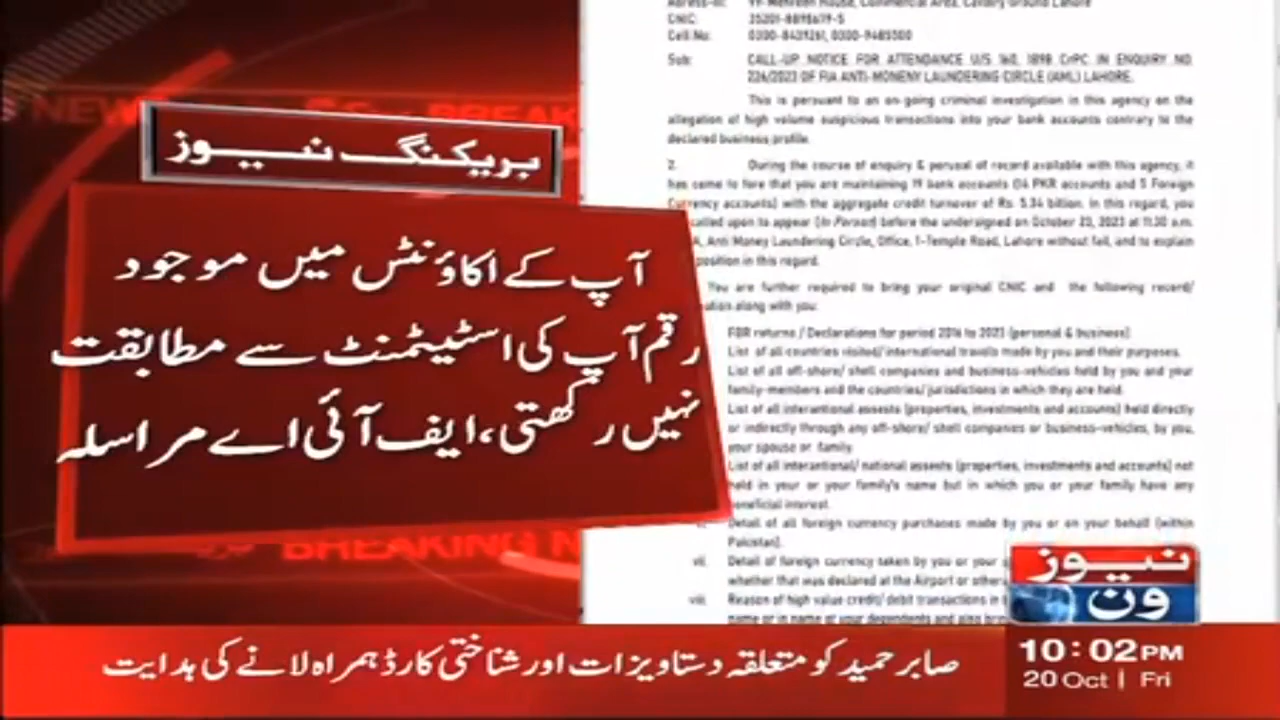 بریکنگ نیوز
آپ کے اکاؤنٹس میں موجود
رقم آپ کی اسٹیٹمنٹ سے مطابقت
نہیں رکھتی، ایف آئی اے مراسلہ
CNIC: 35201-8898679-5
Cell No: 0300-8439261, 0300-9485500
Sub: CALL-UP NOTICE FOR ATTENDANCE U/S 160, 1898 CrPC IN ENQUIRY NO.
226/2023 OF FIA ANTI-MONENY LAUNDERING CIRCLE (AML) LAHORE.
This is persuant to an on-going criminal investigation in this agency on the
allegation of high volume suspicious transactions into your bank accounts contrary to the
declared business profile.
2. During the course of enquiry & perusal of record available with this agency, it
has come to fore that you are maintaining 19 bank accounts (14 PKR accounts and 5 Foreign
Currency accounts) with the aggregate credit turnover of Rs. 5.34 billion. In this regard, you
called upon to appear (In Person) before the undersigned on October 23, 2023 at 11:30 a.m.
Anti Money Laundering Circle, Office, 1-Temple Road, Lahore without fail, and to explain
position in this regard.
You are further required to bring your original CNIC and the following record/
along with you:
FBR returns / Declarations for period 2016 to 2023 (personal & business)
List of all countries visited/ international travels made by you and their purposes.
List of all off-shore/ shell companies and business-vehicles held by you and your
family-members and the countries/ jurisdictions in which they are held.
List of all interantional assests (properties, investments and accounts) held directly
or indirectly through any off-shore/ shell companies or business-vehicles, by you,
your spouse or family.
List of all interantional/ national assests (properties, investments and accounts) not
held in your or your family's name but in which you or your family have any
beneficial interest.
Detail of all foreign currency purchases made by you or on your behalf (within
Pakistan).
vii. Detail of foreign currency taken by you or your
whether that was declared at the Airport or
viii. Reason of high value credit/ debit transactions in
name or in name of your dependents and also
BREAKING N
نیوز
ون
10:02 PM
20 Oct | Fri
صابر حمید کو متعلقہ دستاویزات اور شناختی کارڈ ہمراہ لانے کی ہدایت